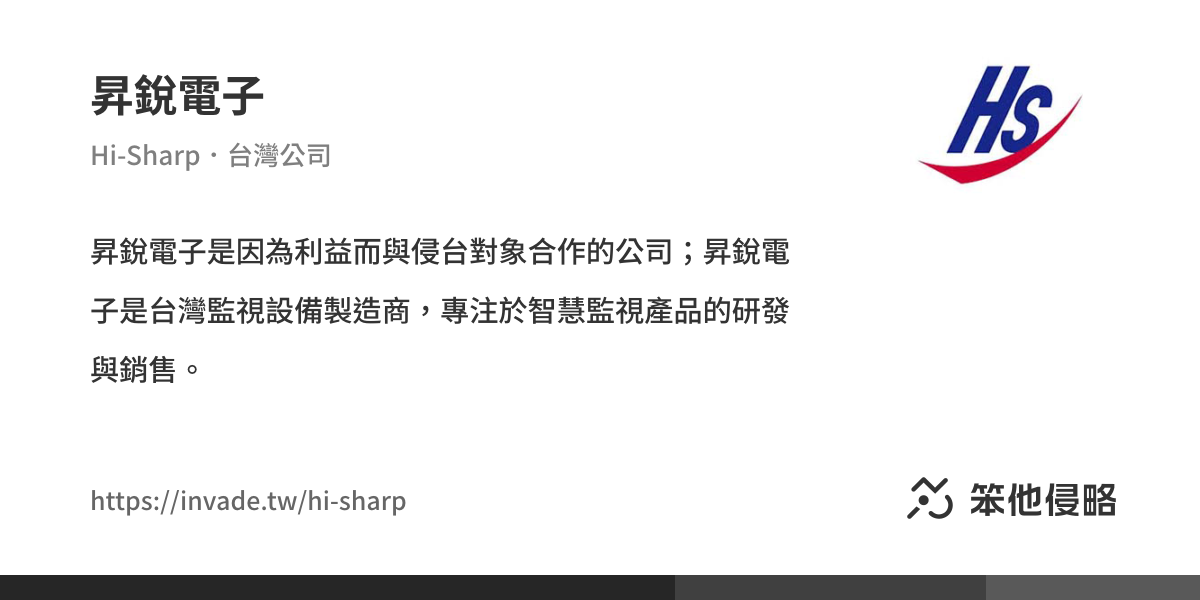 昇銳電子
Hi-Sharp・台灣公司
Hs
昇銳電子是因為利益而與侵台對象合作的公司；昇銳電
子是台灣監視設備製造商，專注於智慧監視產品的研發
與銷售。
https://invade.tw/hi-sharp
笨他侵略